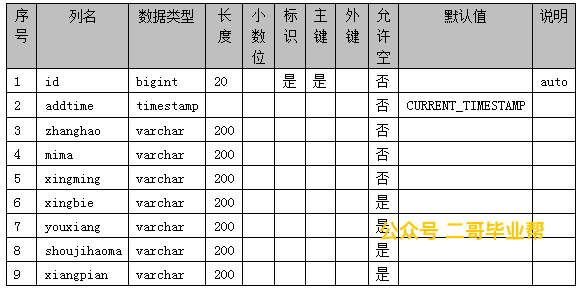 序号 列名 数据类型 长度 小数位 标识 主键 外键 允许空 默认值 说明
1 id bigint 20 是 是 否 auto
2 addtime timestamp 否 CURRENT_TIMESTAMP
3 zhanghao varchar 200 否
4 mima varchar 200 否
5 xingming varchar 200 否
6 xingbie varchar 200 是
7 youxiang varchar 200 是
公众号 二哥毕业帮
8 shoujihaoma varchar 200 是
9 xiangpian varchar 200 是